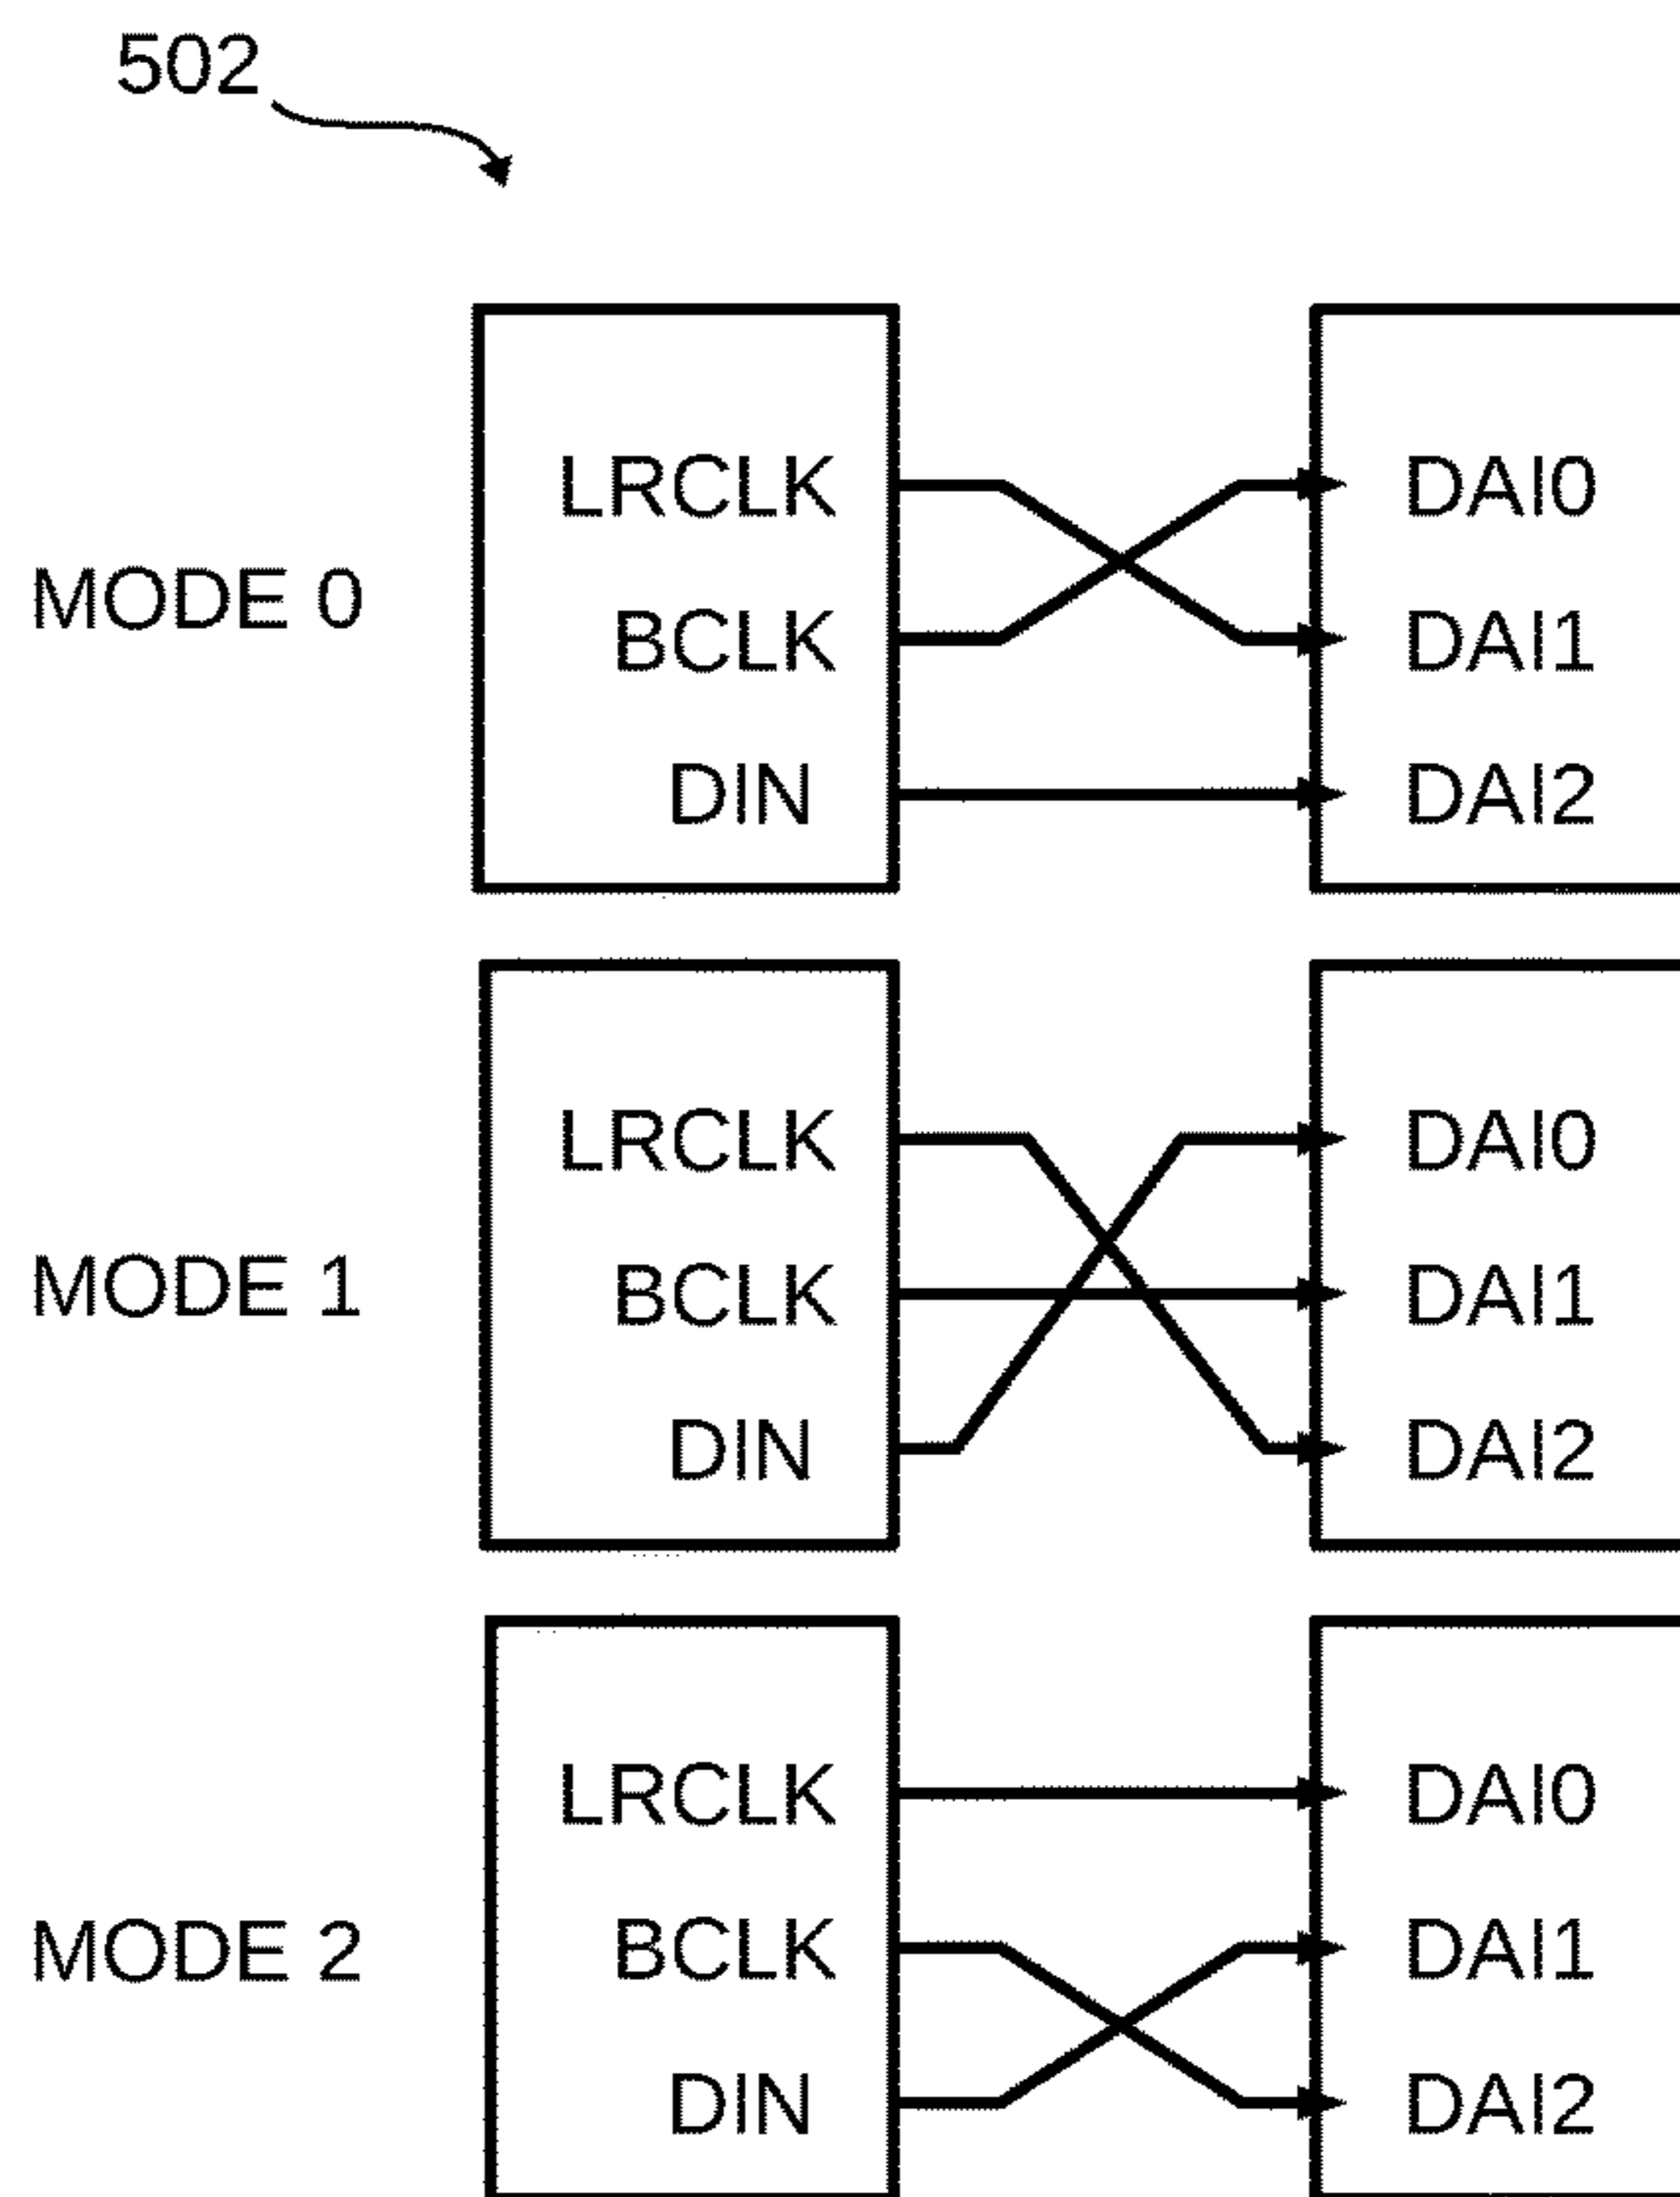 502
LRCLK DAI0
MODE 0
BCLK DAI1
DIN DAI2
LRCLK DAI0
MODE 1
BCLK DAI1
DIN DAI2
LRCLK DAI0
MODE 2
BCLK DAI1
DIN DAI2